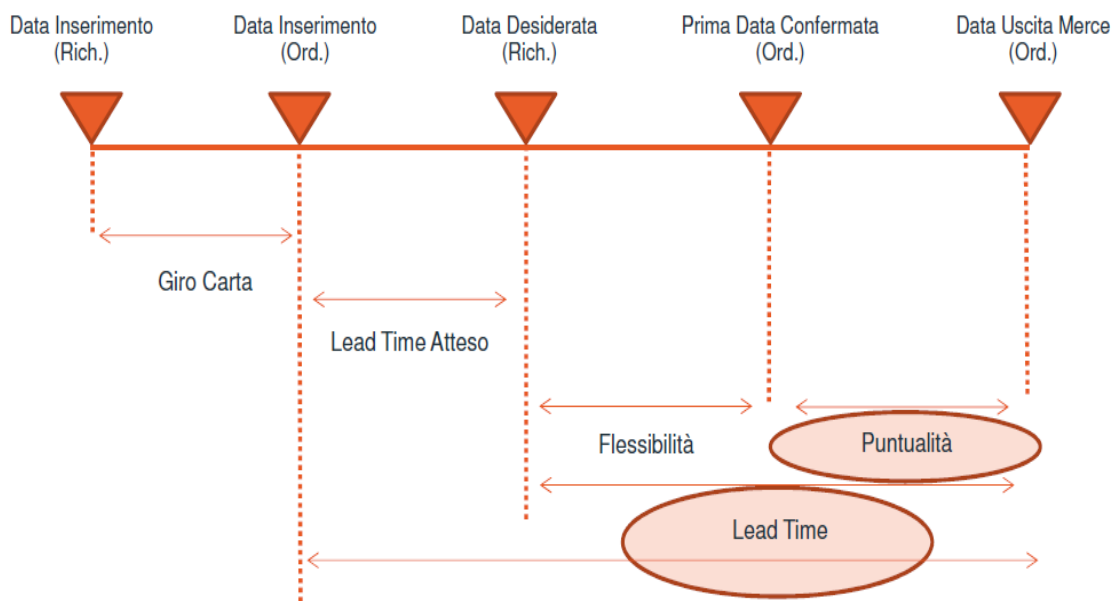 Data Inserimento
(Rich.)
Data Inserimento
(Ord.)
Data Desiderata
(Rich.)
Prima Data Confermata
(Ord.)
Data Uscita Merce
(Ord.)
Giro Carta
Lead Time Atteso
Flessibilità
Puntualità
Lead Time